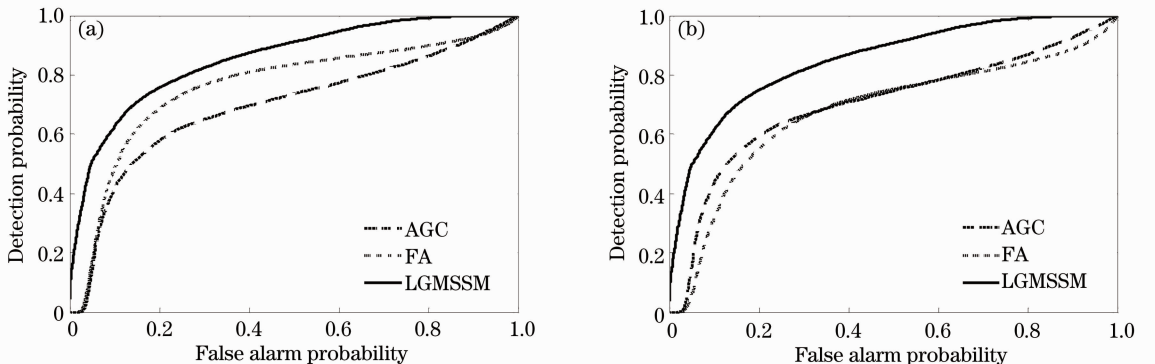 (a)
1.0
0.8
0.6
0.4
0.2
0
Detection probability
AGC
FA
LGMSSM
0 0.2 0.4 0.6 0.8 1.0
False alarm probability
(b)
1.0
0.8
0.6
0.4
0.2
0
Detection probability
AGC
FA
LGMSSM
0 0.2 0.4 0.6 0.8 1.0
False alarm probability